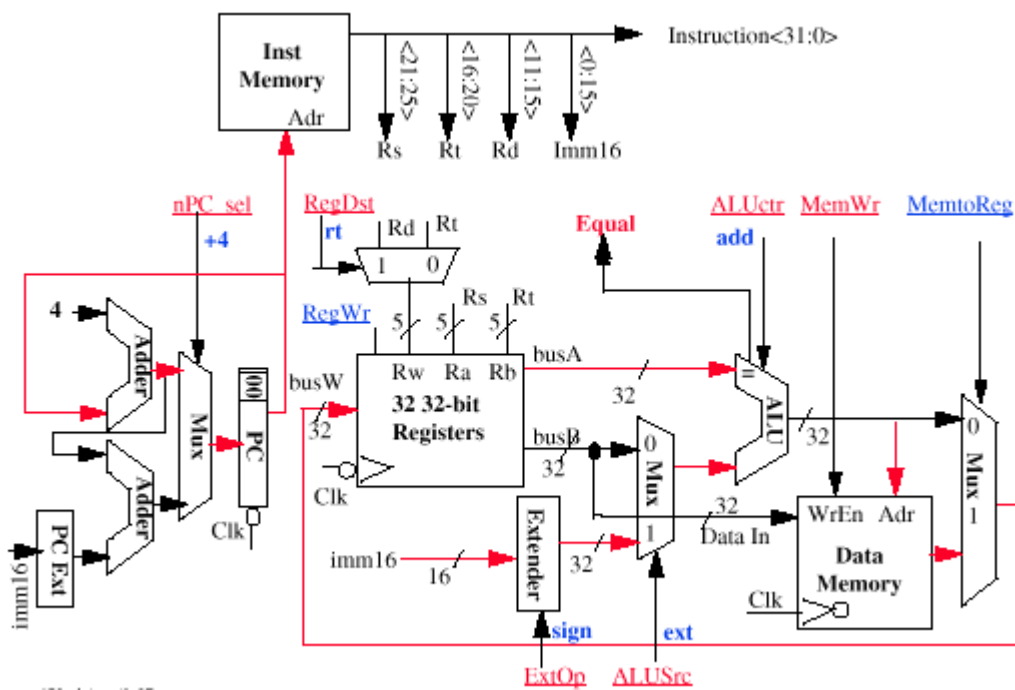 Inst
Memory
Adr
Instruction<31:0>
<21:25>
<16:20>
<11:15>
<0:15>
Rs
Rt
Rd
Imm16
nPC_sel
+4
RegDst
rt
Rd
Rt
1
0
Equal
ALUctr
add
MemWr
MemtoReg
4
Adder
Mux
00
PC
Clk
Adder
PC Ext
imm16
RegWr
5
5
5
Rs
Rt
busW
32
Rw Ra Rb
32 32-bit
Registers
Clk
busA
32
busB
32
0
Mux
1
=
ALU
32
0
Mux
1
32
Data In
WrEn Adr
Data
Memory
Clk
imm16
16
Extender
32
sign
ext
ExtOp
ALUSrc